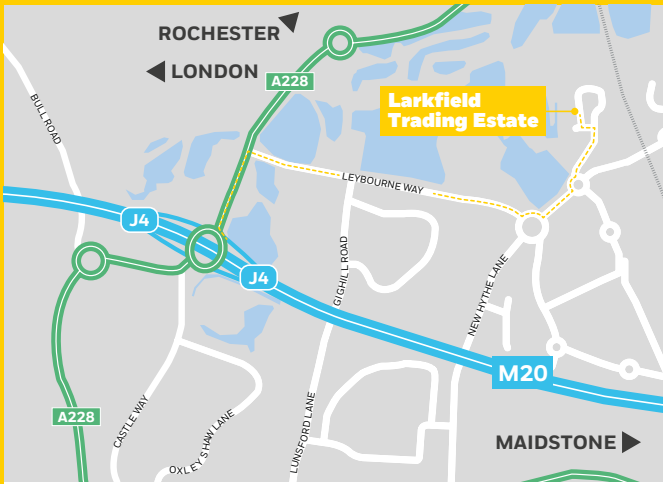 ROCHESTER
LONDON
A228
BULL ROAD
Larkfield
Trading Estate
LEYBOURNE WAY
J4
J4
GIGHILL ROAD
NEW HYTHE LANE
M20
A228
CASTLE WAY
OXLEY SHAW LANE
LUNSFORD LANE
MAIDSTONE